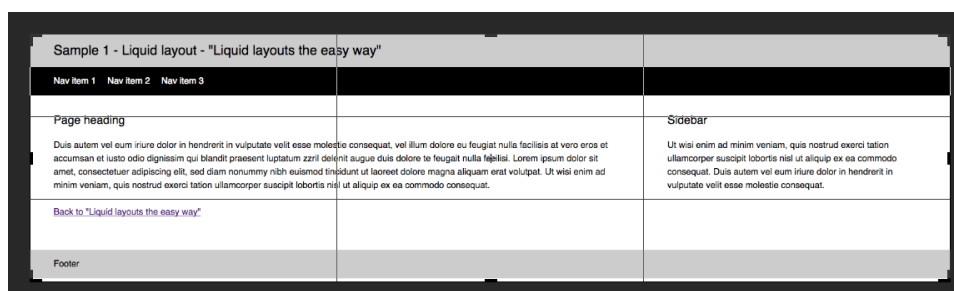 Sample 1 - Liquid layout - "Liquid layouts the easy way"
Nav item 1 Nav item 2 Nav item 3
Page heading
Duis autem vel eum iriure dolor in hendrerit in vulputate velit esse molestie consequat, vel illum dolore eu feugiat nulla facilisis at vero eros et
accumsan et iusto odio dignissim qui blandit praesent luptatum zzril delenit augue duis dolore te feugait nulla facilisi. Lorem ipsum dolor sit
amet, consectetuer adipiscing elit, sed diam nonummy nibh euismod tincidunt ut laoreet dolore magna aliquam erat volutpat. Ut wisi enim ad
minim veniam, quis nostrud exerci tation ullamcorper suscipit lobortis nisl ut aliquip ex ea commodo consequat.
Back to "Liquid layouts the easy way"
Sidebar
Ut wisi enim ad minim veniam, quis nostrud exerci tation
ullamcorper suscipit lobortis nisl ut aliquip ex ea commodo
consequat. Duis autem vel eum iriure dolor in hendrerit in
vulputate velit esse molestie consequat.
Footer